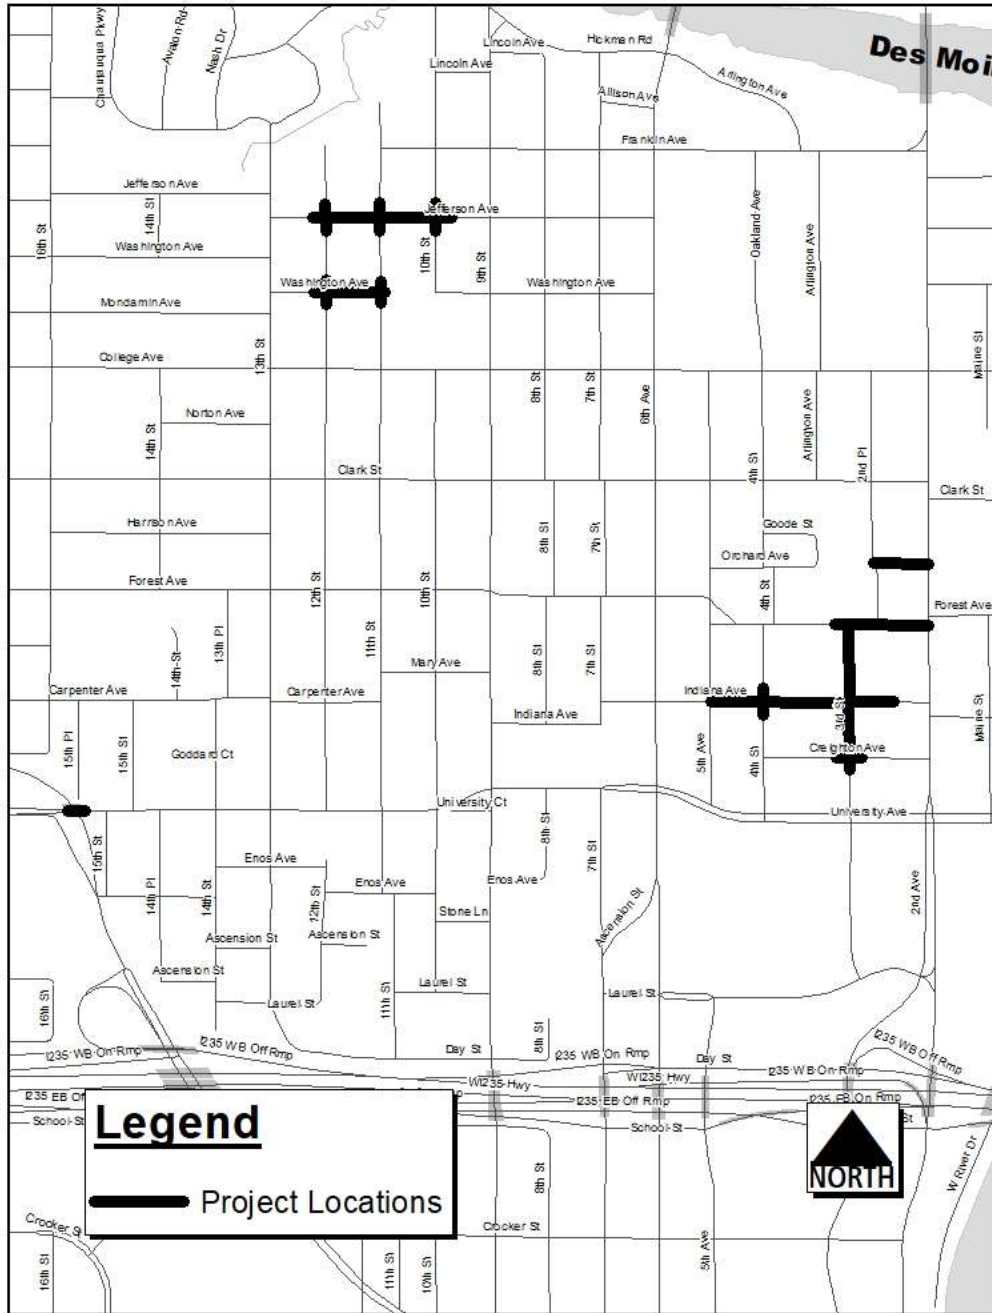 Chautauqua Pkwy
Avalon Rd
Nash Dr
Lincoln Ave
Hickman Rd
Des Moi
Lincoln Ave
Arlington Ave
Allison Ave
Franklin Ave
Jefferson Ave
14th St
16th St
Jefferson Ave
Oakland Ave
Arlington Ave
Washington Ave
10th St
9th St
Washington Ave
Washington Ave
Mondamin Ave
13th St
College Ave
Maine St
8th St
7th St
6th Ave
Norton Ave
14th St
Arlington Ave
Clark St
4th St
2nd Pl
Clark St
Harrison Ave
8th St
7th St
Goode St
Orchard Ave
Forest Ave
12th St
10th St
4th St
Forest Ave
14th St
13th Pl
11th St
Mary Ave
8th St
7th St
Carpenter Ave
Carpenter Ave
Indiana Ave
Indiana Ave
3rd St
Maine St
15th Pl
15th St
Goddard Ct
5th Ave
4th St
Creighton Ave
University Ct
University Ave
15th St
8th St
7th St
Enos Ave
Enos Ave
Enos Ave
14th Pl
14th St
12th St
Stone Ln
2nd Ave
Ascension St
Ascension St
Ascension St
Ascension St
16th St
Laurel St
11th St
Laurel St
Laurel St
8th St
I235 WB On Rmp
I235 WB Off Rmp
Day St
I235 WB On Rmp
Day St
I235 WB Off Rmp
WI235 Hwy
WI235 Hwy
I235 WB On Rmp
I235 EB Of
mp
I235 EB Off Rmp
I235 EB On Rmp
School St
School St
St
Legend
Project Locations
NORTH
8th St
W River Dr
Crocker St
Crocker St
16th St
11th St
10th St
5th Ave